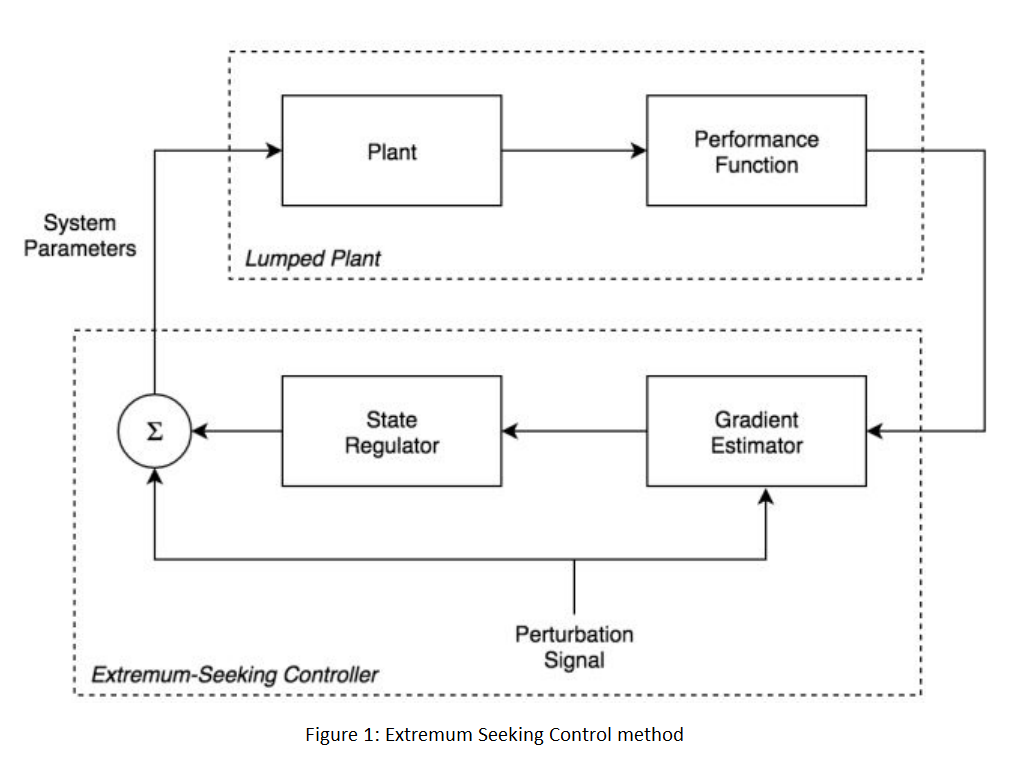 Plant
Performance
Function
System
Parameters
Lumped Plant
Σ
State
Regulator
Gradient
Estimator
Perturbation
Signal
Extremum-Seeking Controller
Figure 1: Extremum Seeking Control method